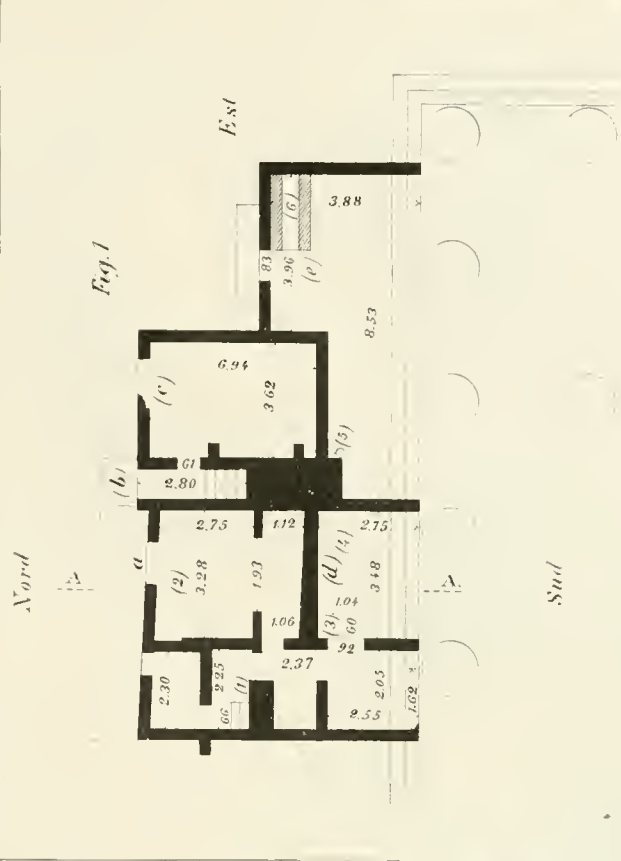 Est
Fig.1
Nord
Sud
(6)
3.88
83
3.96
(e)
8.53
6.94
(c)
3.62
(5)
61
(b)
2.80
a
2.75
1.12
2.75
(2)
3.28
1.93
(d)
(4)
3.48
A
A
1.04
(3)
60
1.06
92
2.37
2.30
2.25
(1)
66
2.05
2.55
1.62